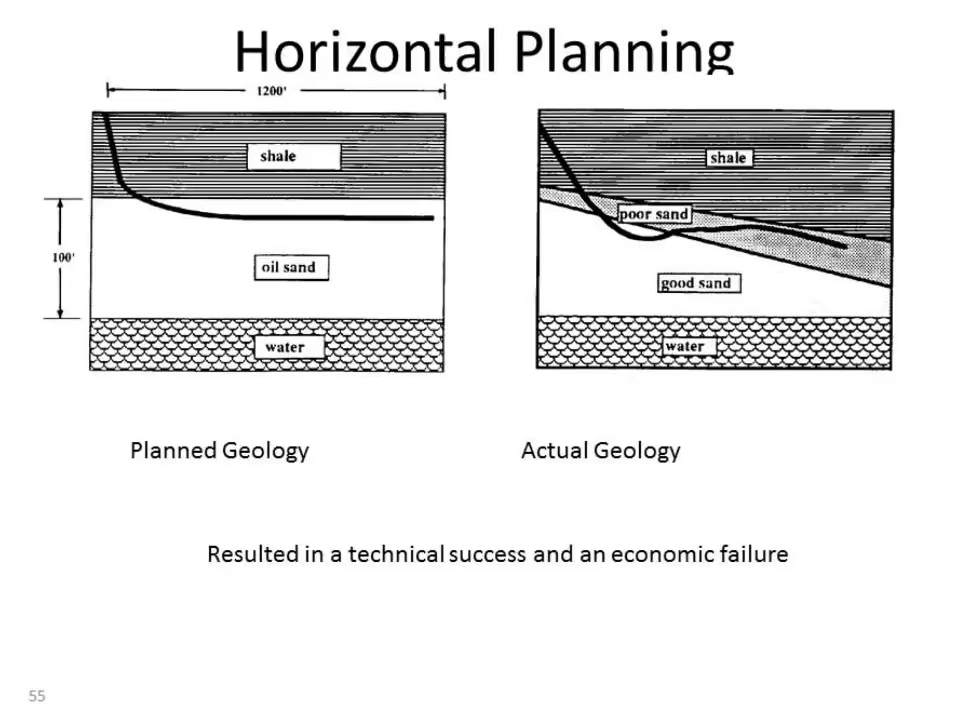 Horizontal Planning
1200'
shale
100'
oil sand
water
shale
poor sand
good sand
water
Planned Geology
Actual Geology
Resulted in a technical success and an economic failure
55